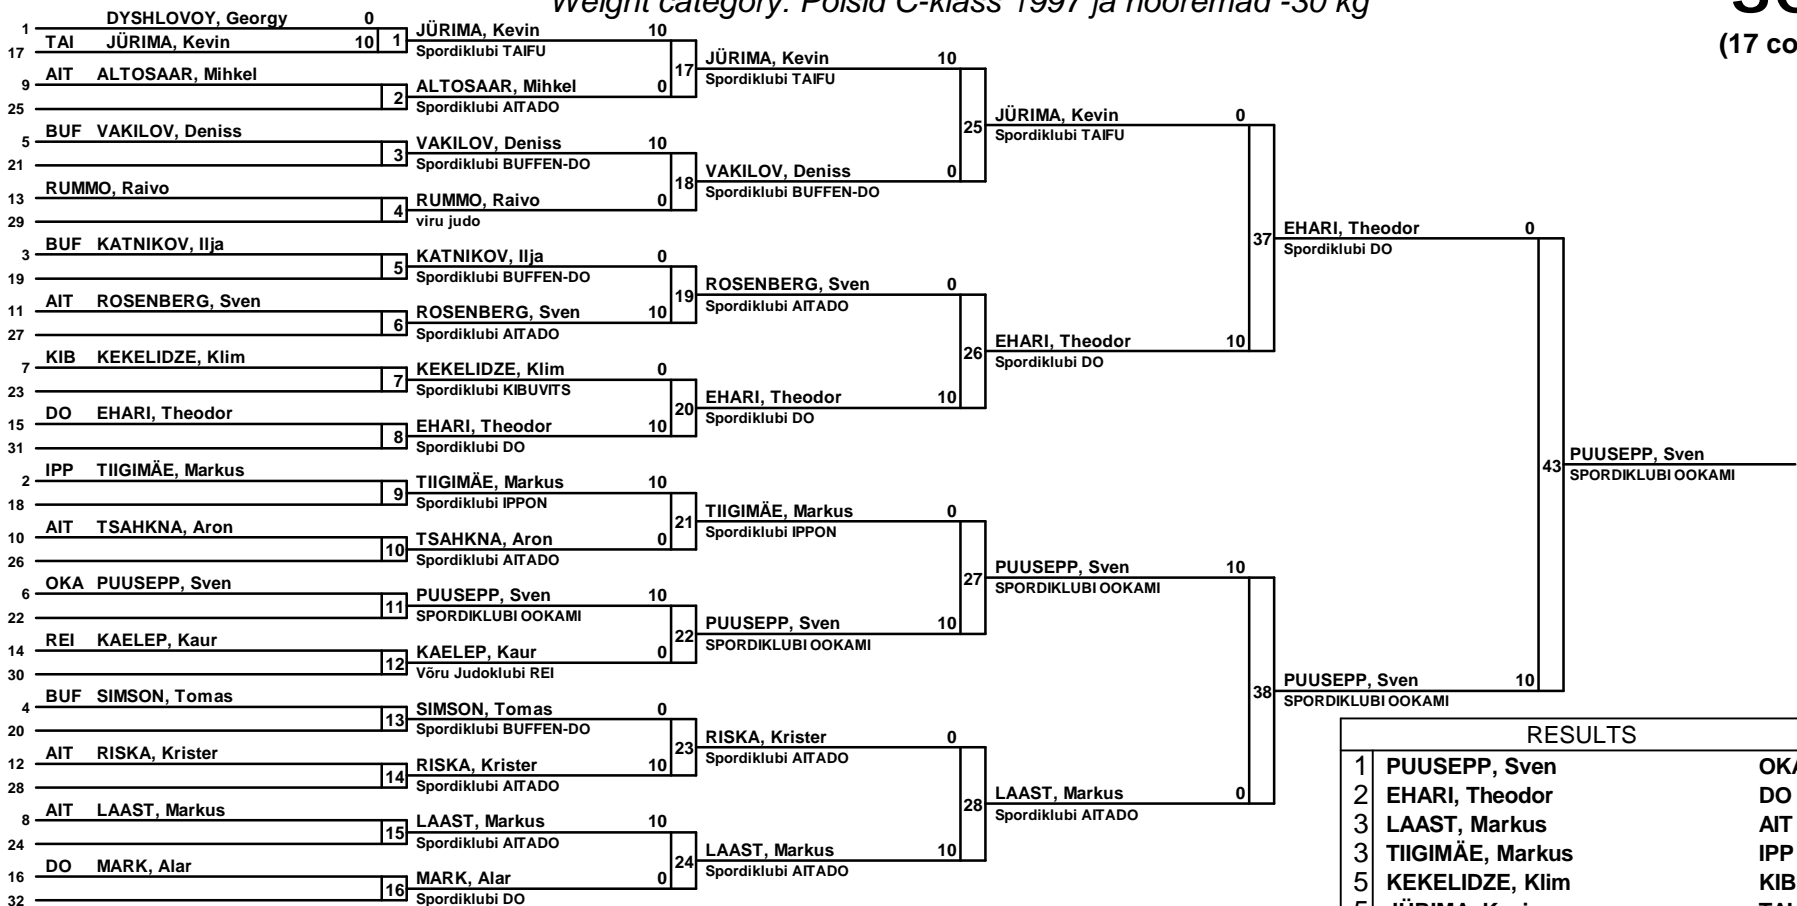 Weight category: Poisid C-klass 1997 ja nooremad -30 kg
(17 co
1 DYSHLOVOY, Georgy 0
17 TAI JÜRIMA, Kevin 10 1
9 AIT ALTOSAAR, Mihkel
25 2
5 BUF VAKILOV, Deniss
21 3
13 RUMMO, Raivo
29 4
3 BUF KATNIKOV, Ilja
19 5
11 AIT ROSENBERG, Sven
27 6
7 KIB KEKELIDZE, Klim
23 7
15 DO EHARI, Theodor
31 8
2 IPP TIIGIMÄE, Markus
18 9
10 AIT TSAHKNA, Aron
26 10
6 OKA PUUSEPP, Sven
22 11
14 REI KAELEP, Kaur
30 12
4 BUF SIMSON, Tomas
20 13
12 AIT RISKA, Krister
28 14
8 AIT LAAST, Markus
24 15
16 DO MARK, Alar
32 16
JÜRIMA, Kevin 10
Spordiklubi TAIFU
17
ALTOSAAR, Mihkel 0
Spordiklubi AITADO
VAKILOV, Deniss 10
Spordiklubi BUFFEN-DO
18
RUMMO, Raivo 0
viru judo
KATNIKOV, Ilja 0
Spordiklubi BUFFEN-DO
19
ROSENBERG, Sven 10
Spordiklubi AITADO
KEKELIDZE, Klim 0
Spordiklubi KIBUVITS
20
EHARI, Theodor 10
Spordiklubi DO
TIIGIMÄE, Markus 10
Spordiklubi IPPON
21
TSAHKNA, Aron 0
Spordiklubi AITADO
PUUSEPP, Sven 10
SPORDIKLUBI OOKAMI
22
KAELEP, Kaur 0
Võru Judoklubi REI
SIMSON, Tomas 0
Spordiklubi BUFFEN-DO
23
RISKA, Krister 10
Spordiklubi AITADO
LAAST, Markus 10
Spordiklubi AITADO
24
MARK, Alar 0
Spordiklubi DO
JÜRIMA, Kevin 10
Spordiklubi TAIFU
25
VAKILOV, Deniss 0
Spordiklubi BUFFEN-DO
ROSENBERG, Sven 0
Spordiklubi AITADO
26
EHARI, Theodor 10
Spordiklubi DO
TIIGIMÄE, Markus 0
Spordiklubi IPPON
27
PUUSEPP, Sven 10
SPORDIKLUBI OOKAMI
RISKA, Krister 0
Spordiklubi AITADO
28
LAAST, Markus 10
Spordiklubi AITADO
JÜRIMA, Kevin 0
Spordiklubi TAIFU
37
EHARI, Theodor 10
Spordiklubi DO
PUUSEPP, Sven 10
SPORDIKLUBI OOKAMI
38
LAAST, Markus 0
Spordiklubi AITADO
EHARI, Theodor 0
Spordiklubi DO
43
PUUSEPP, Sven 10
SPORDIKLUBI OOKAMI
PUUSEPP, Sven
SPORDIKLUBI OOKAMI
RESULTS
1 PUUSEPP, Sven OKA
2 EHARI, Theodor DO
3 LAAST, Markus AIT
3 TIIGIMÄE, Markus IPP
5 KEKELIDZE, Klim KIB